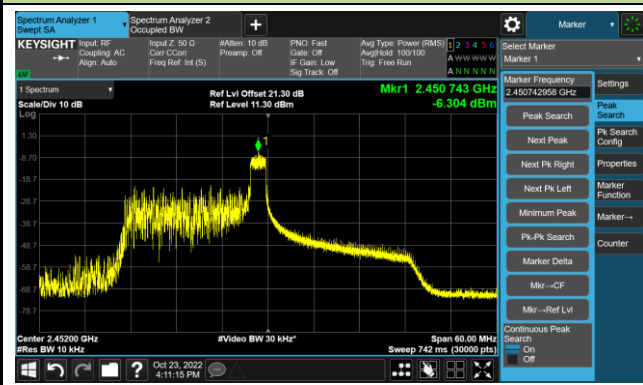 Spectrum Analyzer 1
Swept SA
Spectrum Analyzer 2
Occupied BW
+
Marker
KEYSIGHT
Input: RF
Coupling: AC
Align: Auto
Input Z: 50 Ω
Corr CCorr
Freq Ref: Int (S)
#Atten: 10 dB
Preamp: Off
PNO: Fast
Gate: Off
IF Gain: Low
Sig Track: Off
Avg Type: Power (RMS)
Avg|Hold: 100/100
Trig: Free Run
1 2 3 4 5 6
A W W W W W
A N N N N N
LXI
Select Marker
Marker 1
1 Spectrum
Scale/Div 10 dB
Log
Ref Lvl Offset 21.30 dB
Ref Level 11.30 dBm
Mkr1 2.450 743 GHz
-6.304 dBm
1
1.30
-8.70
-18.7
-28.7
-38.7
-48.7
-58.7
-68.7
-78.7
Center 2.45200 GHz
#Res BW 10 kHz
#Video BW 30 kHz*
Span 60.00 MHz
Sweep 742 ms (30000 pts)
Marker Frequency
2.450742958 GHz
Peak Search
Next Peak
Next Pk Right
Next Pk Left
Minimum Peak
Pk-Pk Search
Marker Delta
Mkr→CF
Mkr→Ref Lvl
Continuous Peak
Search
On
Off
Settings
Peak
Search
Pk Search
Config
Properties
Marker
Function
Marker→
Counter
?
Oct 23, 2022
4:11:15 PM